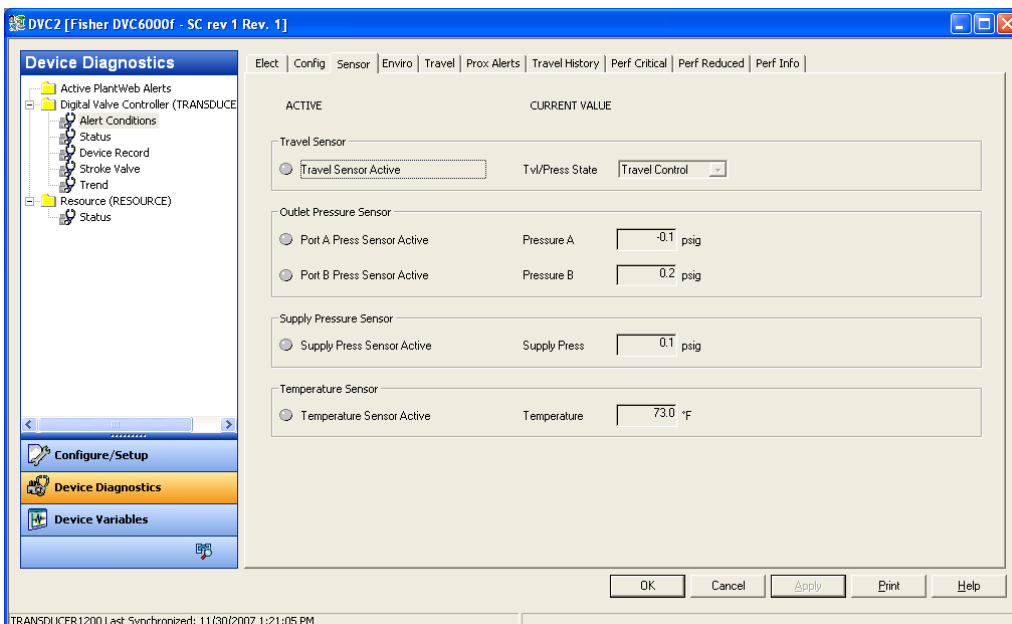 DVC2 [Fisher DVC6000f - SC rev 1 Rev. 1]
Device Diagnostics
Active PlantWeb Alerts
Digital Valve Controller (TRANSDUCE
Alert Conditions
Status
Device Record
Stroke Valve
Trend
Resource (RESOURCE)
Status
Configure/Setup
Device Diagnostics
Device Variables
Elect Config Sensor Enviro Travel Prox Alerts Travel History Perf Critical Perf Reduced Perf Info
ACTIVE CURRENT VALUE
Travel Sensor
Travel Sensor Active Tvl/Press State Travel Control
Outlet Pressure Sensor
Port A Press Sensor Active Pressure A -0.1 psig
Port B Press Sensor Active Pressure B 0.2 psig
Supply Pressure Sensor
Supply Press Sensor Active Supply Press 0.1 psig
Temperature Sensor
Temperature Sensor Active Temperature 73.0 °F
OK Cancel Apply Print Help
TRANSDUCER1200 Last Synchronized: 11/30/2007 1:21:05 PM